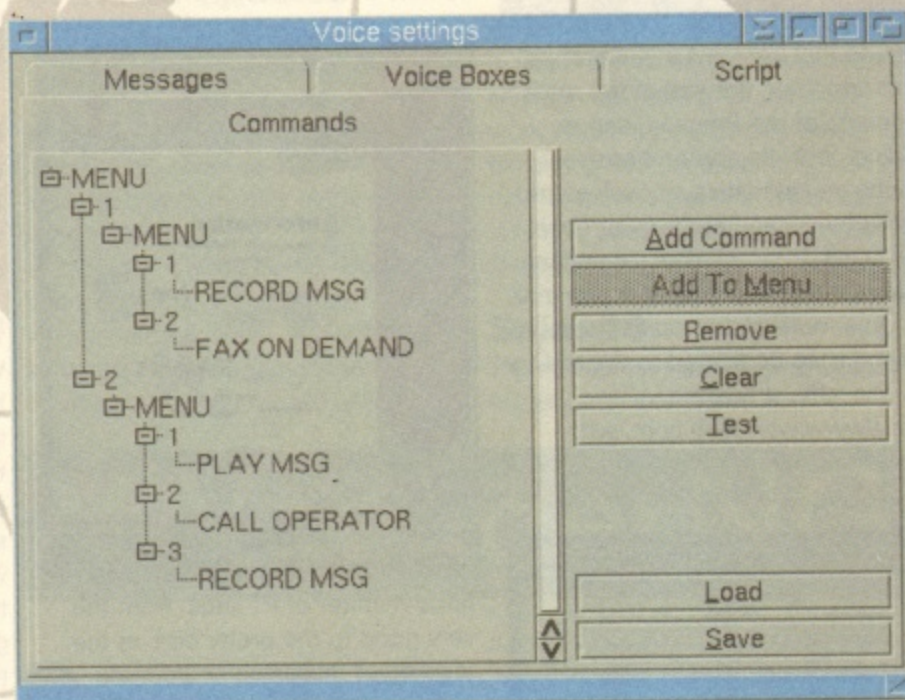 Voice settings
Messages
Voice Boxes
Script
Commands
MENU
1
MENU
1
RECORD MSG
2
FAX ON DEMAND
2
MENU
1
PLAY MSG
2
CALL OPERATOR
3
RECORD MSG
Add Command
Add To Menu
Remove
Clear
Test
Load
Save